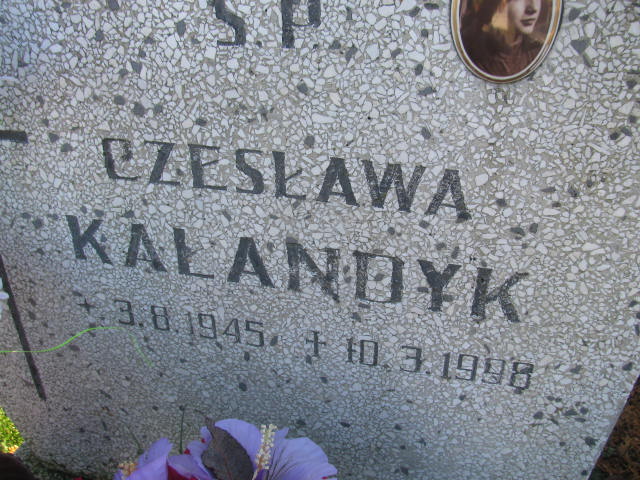 Ś.P.
CZESŁAWA
KAŁANDYK
* 3.8.1945 † 10.3.1998